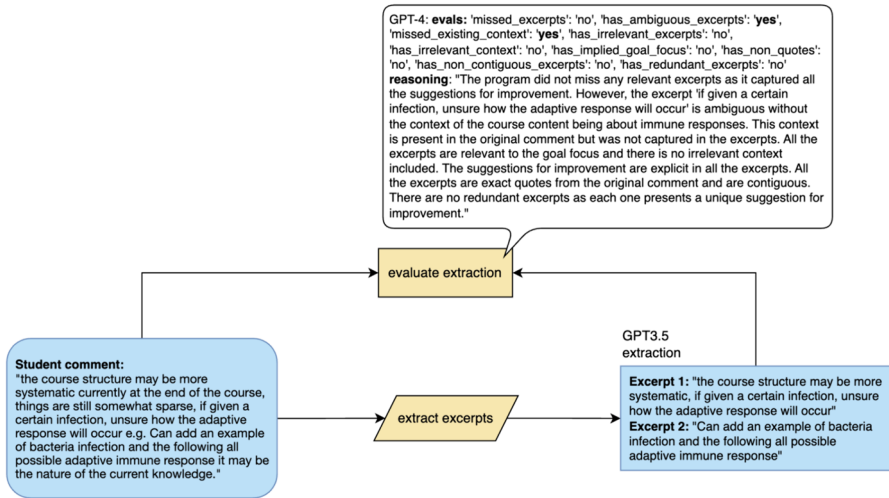 GPT-4: evals: 'missed_excerpts': 'no', 'has_ambiguous_excerpts': 'yes',
'missed_existing_context': 'yes', 'has_irrelevant_excerpts': 'no',
'has_irrelevant_context': 'no', 'has_implied_goal_focus': 'no', 'has_non_quotes':
'no', 'has_non_contiguous_excerpts': 'no', 'has_redundant_excerpts': 'no'
reasoning: "The program did not miss any relevant excerpts as it captured all
the suggestions for improvement. However, the excerpt 'if given a certain
infection, unsure how the adaptive response will occur' is ambiguous without
the context of the course content being about immune responses. This context
is present in the original comment but was not captured in the excerpts. All the
excerpts are relevant to the goal focus and there is no irrelevant context
included. The suggestions for improvement are explicit in all the excerpts. All
the excerpts are exact quotes from the original comment and are contiguous.
There are no redundant excerpts as each one presents a unique suggestion for
improvement."
evaluate extraction
Student comment:
"the course structure may be more
systematic currently at the end of the course,
things are still somewhat sparse, if given a
certain infection, unsure how the adaptive
response will occur e.g. Can add an example
of bacteria infection and the following all
possible adaptive immune response it may be
the nature of the current knowledge."
extract excerpts
GPT3.5
extraction
Excerpt 1: "the course structure may be more
systematic, if given a certain infection, unsure
how the adaptive response will occur"
Excerpt 2: "Can add an example of bacteria
infection and the following all possible
adaptive immune response"